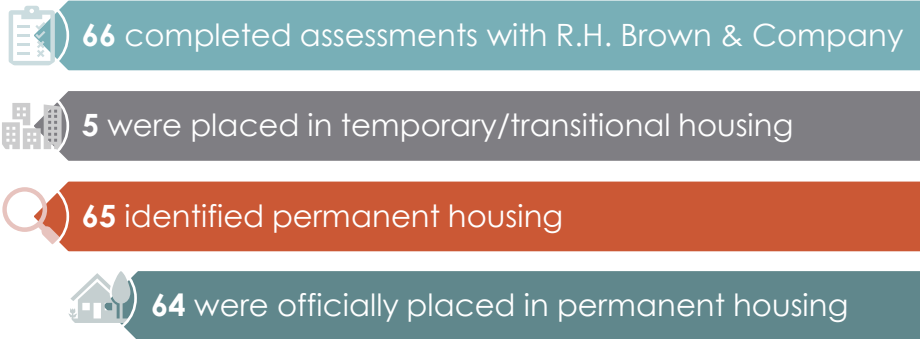 66 completed assessments with R.H. Brown & Company
5 were placed in temporary/transitional housing
65 identified permanent housing
64 were officially placed in permanent housing